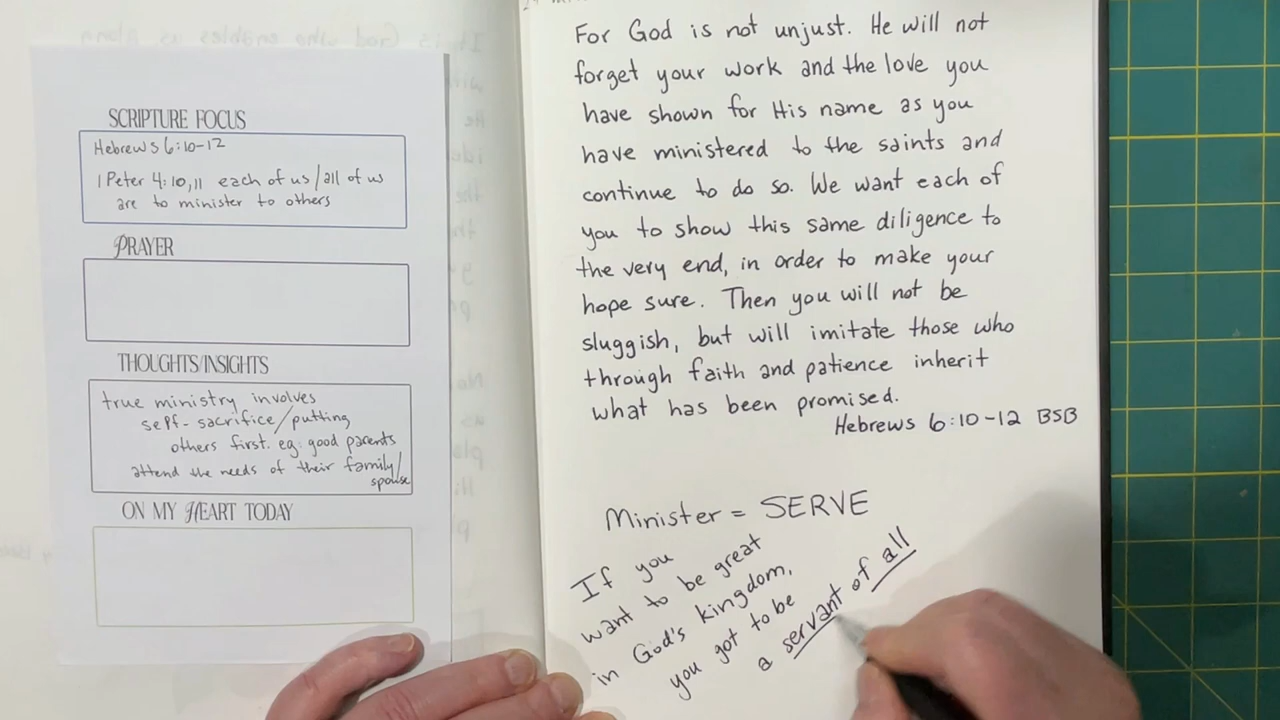 SCRIPTURE FOCUS
Hebrews 6:10-12
1 Peter 4:10,11 each of us/all of us
are to minister to others
PRAYER
THOUGHTS/INSIGHTS
true ministry involves
self-sacrifice/putting
others first. eg: good parents
attend the needs of their family/
spouse
ON MY HEART TODAY
For God is not unjust. He will not
forget your work and the love you
have shown for His name as you
have ministered to the saints and
continue to do so. We want each of
you to show this same diligence to
the very end, in order to make your
hope sure. Then you will not be
sluggish, but will imitate those who
through faith and patience inherit
what has been promised.
Hebrews 6:10-12 BSB
Minister = SERVE
If you
want to be great
in God's kingdom,
you got to be
a servant of all